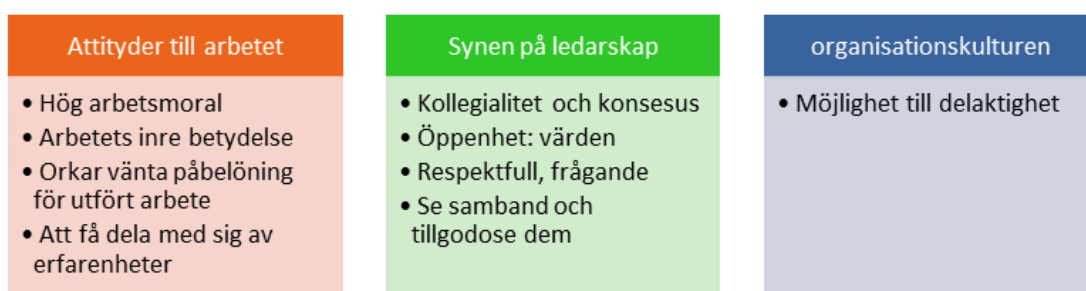 Attityder till arbetet
• Hög arbetsmoral
• Arbetets inre betydelse
• Orkar vänta påbelöning
för utfört arbete
• Att få dela med sig av
erfarenheter
Synen på ledarskap
• Kollegialitet och konsesus
• Öppenhet: värden
• Respektfull, frågande
• Se samband och
tillgodose dem
organisationskulturen
• Möjlighet till delaktighet